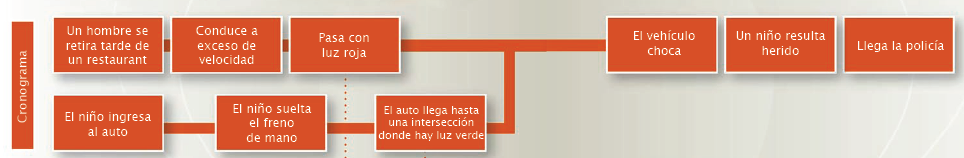 Cronograma
Un hombre se
retira tarde de
un restaurant
Conduce a
exceso de
velocidad
Pasa con
luz roja
El vehículo
choca
Un niño resulta
herido
Llega la policía
El niño ingresa
al auto
El niño suelta
el freno
de mano
El auto llega hasta
una intersección
donde hay luz verde